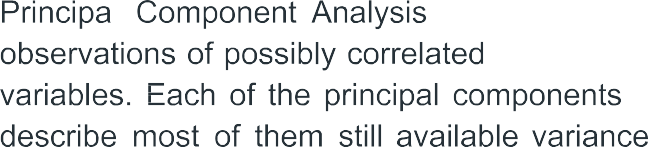 Principa Component Analysis
observations of possibly correlated
variables. Each of the principal components
describe most of them still available variance